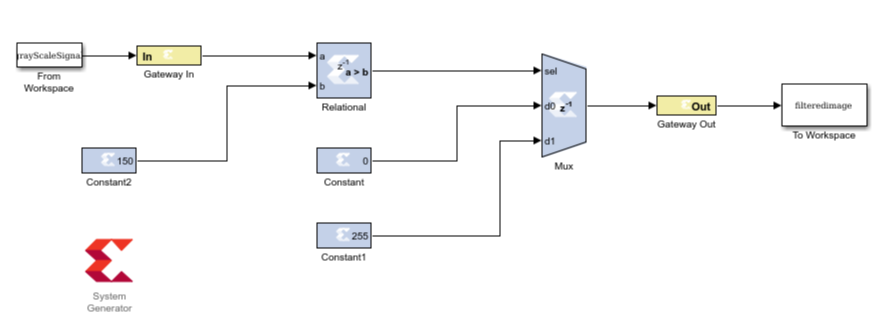 In
a
z-1
a > b
b
sel
d0
z-1
d1
Out
filteredimage
From
Workspace
Gateway In
Relational
Gateway Out
To Workspace
150
0
Constant2
Constant
Mux
255
Constant1
System
Generator